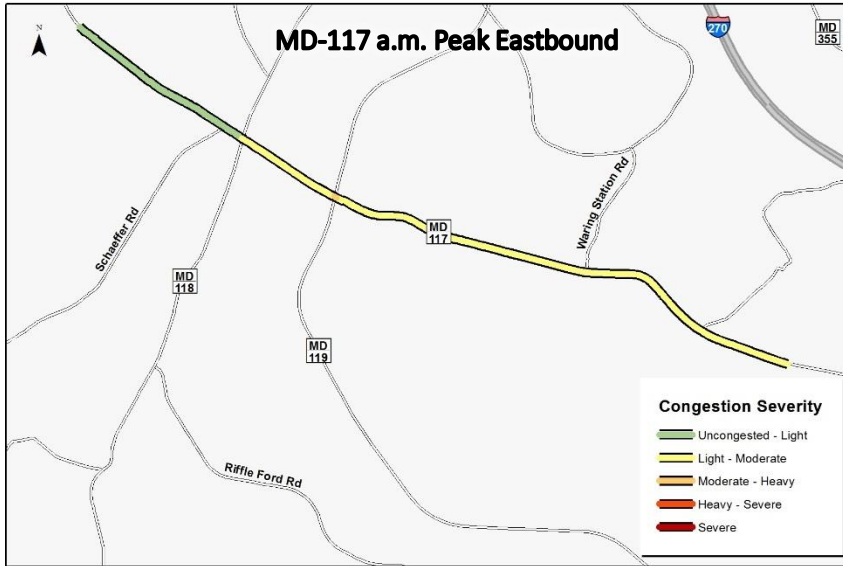 MD-117 a.m. Peak Eastbound
N
270
MD
355
Schaeffer Rd
Waring Station Rd
MD
117
MD
118
MD
119
Riffle Ford Rd
Congestion Severity
Uncongested - Light
Light - Moderate
Moderate - Heavy
Heavy - Severe
Severe